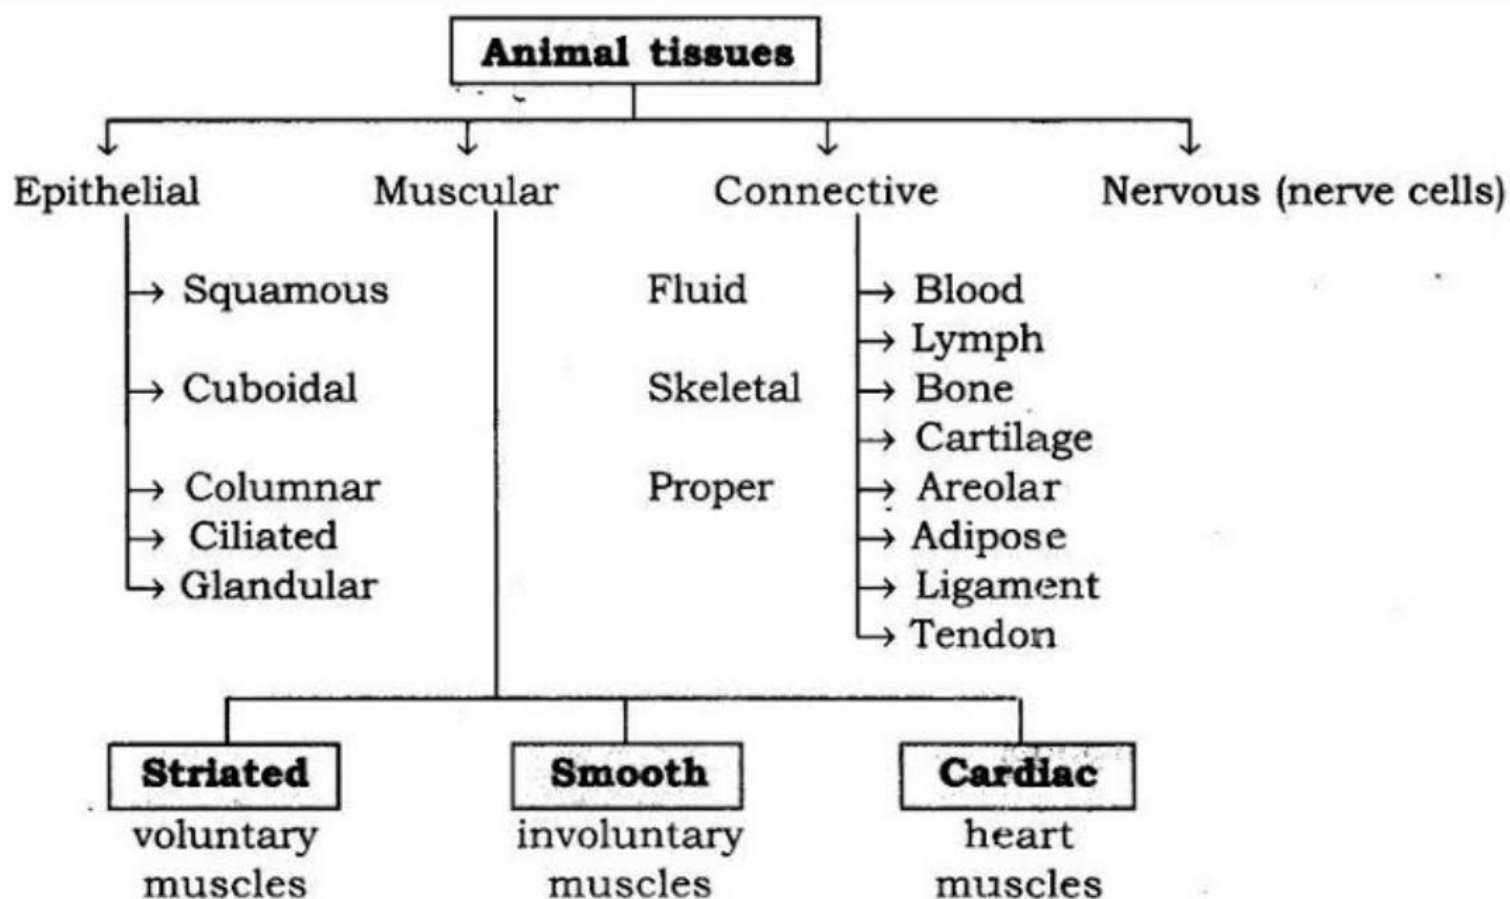 Animal tissues
Epithelial Muscular Connective Nervous (nerve cells)
Squamous Fluid Blood
Lymph
Cuboidal Skeletal Bone
Cartilage
Columnar Proper Areolar
Ciliated Adipose
Glandular Ligament
Tendon
Striated Smooth Cardiac
voluntary involuntary heart
muscles muscles muscles